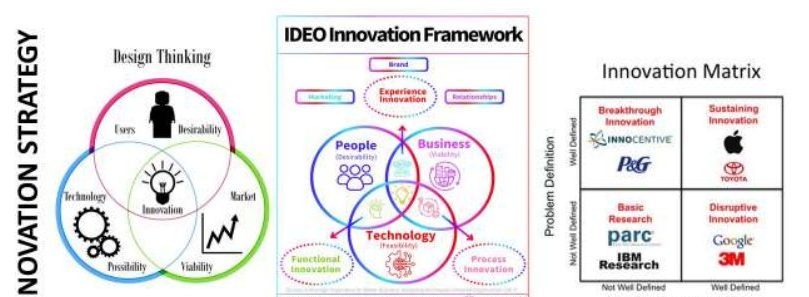 NOVATION STRATEGY
Design Thinking
Users
Desirability
Technology
Market
Innovation
Possibility
Viability
IDEO Innovation Framework
Brand
Marketing
Experience
Innovation
Relationships
People
(Desirability)
Business
(Viability)
Technology
(Feasibility)
Functional
Innovation
Process
Innovation
Innovation Matrix
Problem Definition
Well Defined
Not Well Defined
Breakthrough
Innovation
INNOCENTIVE
P&G
Sustaining
Innovation
TOYOTA
Basic
Research
parc
IBM
Research
Disruptive
Innovation
Google
3M
Not Well Defined
Well Defined